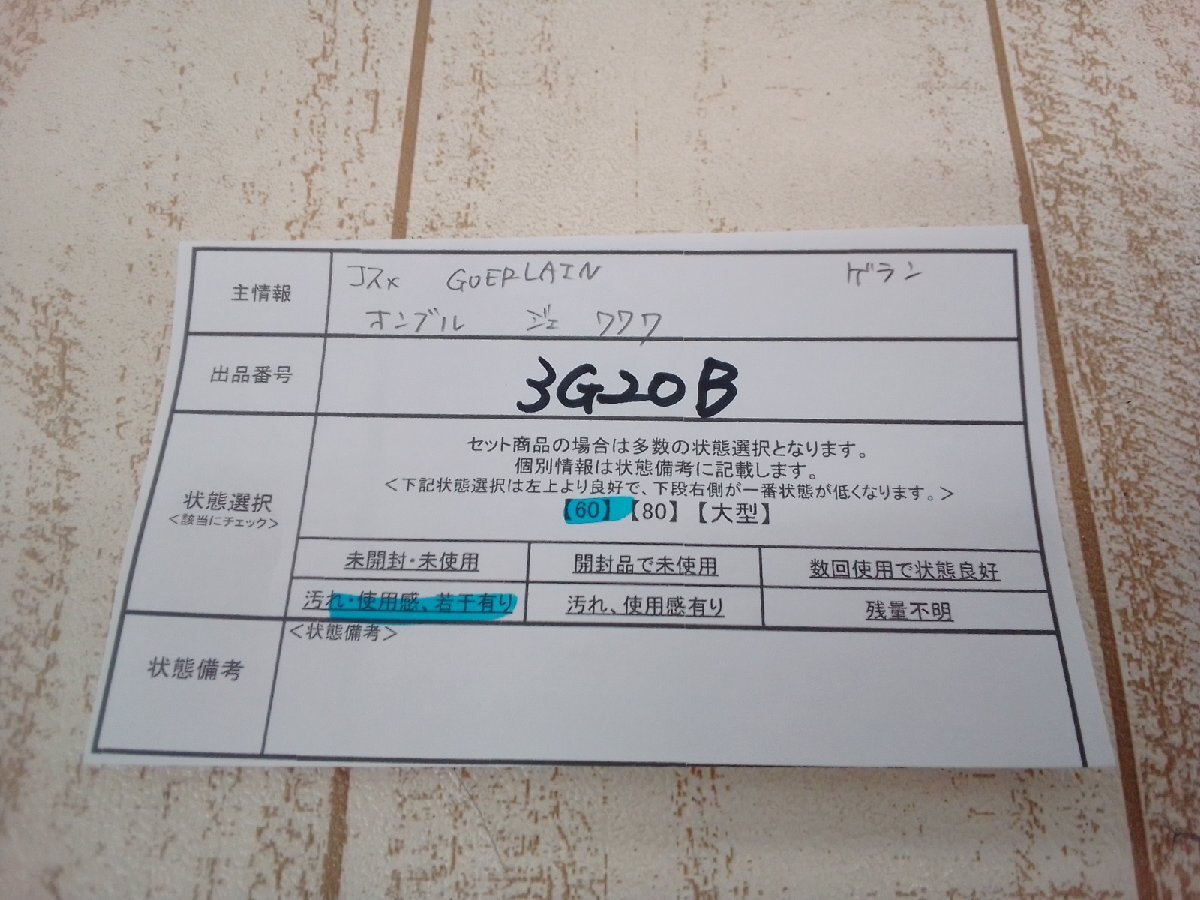 主情報
コスメ GUERLAIN ゲラン
オンブル ジェ 777
出品番号
3G20B
状態選択
<該当にチェック>
セット商品の場合は多数の状態選択となります。
個別情報は状態備考に記載します。
<下記状態選択は左上より良好で、下段右側が一番状態が低くなります。>
【60】【80】【大型】
未開封・未使用 開封品で未使用 数回使用で状態良好
汚れ・使用感、若干有り 汚れ、使用感有り 残量不明
状態備考
<状態備考>